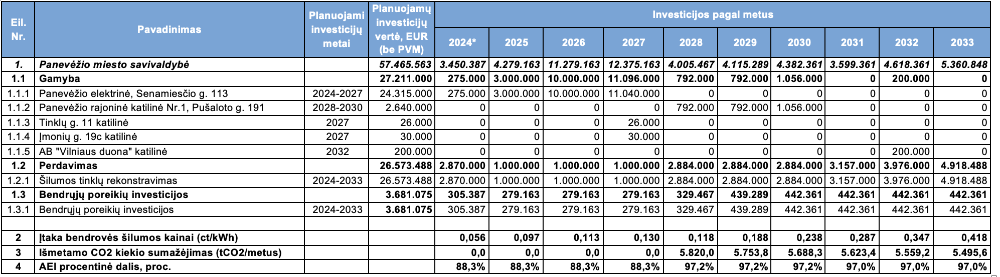 Eil. Nr. Pavadinimas Planuojami investicijų metai Planuojamų investicijų vertė, EUR (be PVM) Investicijos pagal metus
2024* 2025 2026 2027 2028 2029 2030 2031 2032 2033
1. Panevėžio miesto savivaldybė 57.465.563 3.450.387 4.279.163 11.279.163 12.375.163 4.005.467 4.115.289 4.382.361 3.599.361 4.618.361 5.360.848
1.1 Gamyba 27.211.000 275.000 3.000.000 10.000.000 11.096.000 792.000 792.000 1.056.000 0 200.000 0
1.1.1 Panevėžio elektrinė, Senamiesčio g. 113 2024-2027 24.315.000 275.000 3.000.000 10.000.000 11.040.000 0 0 0 0 0 0
1.1.2 Panevėžio rajoninė katilinė Nr.1, Pušaloto g. 191 2028-2030 2.640.000 0 0 0 0 792.000 792.000 1.056.000 0 0 0
1.1.3 Tinklų g. 11 katilinė 2027 26.000 0 0 0 26.000 0 0 0 0 0 0
1.1.4 Įmonių g. 19c katilinė 2027 30.000 0 0 0 30.000 0 0 0 0 0 0
1.1.5 AB "Vilniaus duona" katilinė 2032 200.000 0 0 0 0 0 0 0 0 200.000 0
1.2 Perdavimas 26.573.488 2.870.000 1.000.000 1.000.000 1.000.000 2.884.000 2.884.000 2.884.000 3.157.000 3.976.000 4.918.488
1.2.1 Šilumos tinklų rekonstravimas 2024-2033 26.573.488 2.870.000 1.000.000 1.000.000 1.000.000 2.884.000 2.884.000 2.884.000 3.157.000 3.976.000 4.918.488
1.3 Bendrųjų poreikių investicijos 3.681.075 305.387 279.163 279.163 279.163 329.467 439.289 442.361 442.361 442.361 442.361
1.3.1 Bendrųjų poreikių investicijos 2024-2033 3.681.075 305.387 279.163 279.163 279.163 329.467 439.289 442.361 442.361 442.361 442.361
2 Įtaka bendrovės šilumos kainai (ct/kWh) 0,056 0,097 0,113 0,130 0,118 0,188 0,238 0,287 0,347 0,418
3 Išmetamo CO2 kiekio sumažėjimas (tCO2/metus) 0,0 0,0 0,0 0,0 5.820,0 5.753,8 5.688,3 5.623,4 5.559,2 5.495,6
4 AEI procentinė dalis, proc. 88,3% 88,3% 88,3% 88,3% 97,2% 97,2% 97,2% 97,0% 97,0% 97,0%